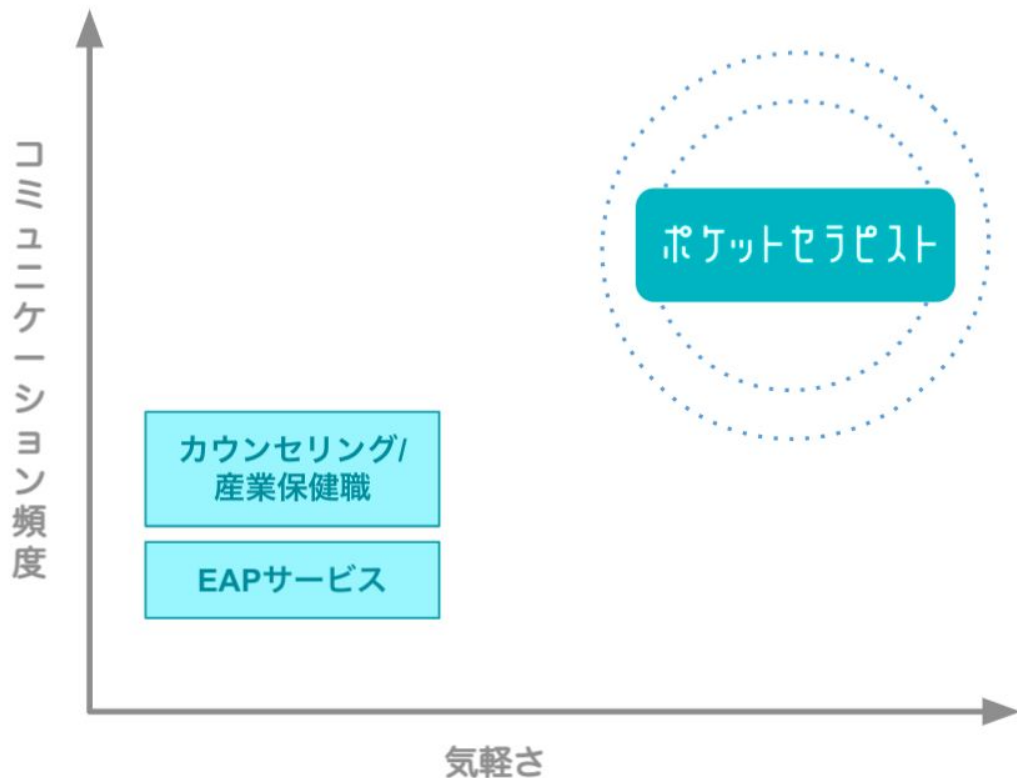 コミュニケーション頻度
ポケットセラピスト
カウンセリング/
産業保健職
EAPサービス
気軽さ